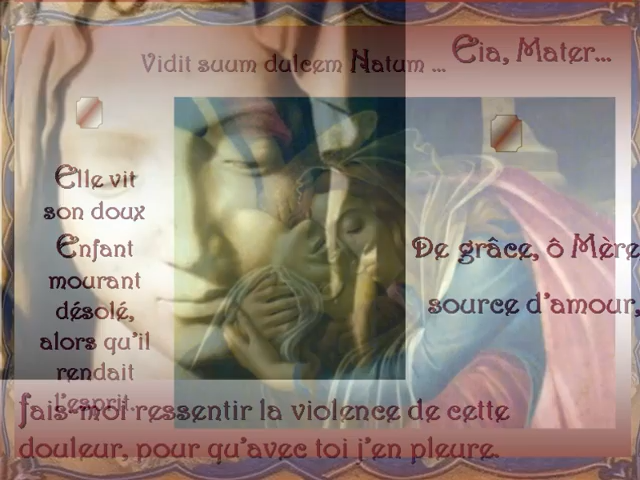 Vidit suum dulcem Natum ...
Eia, Mater...
Elle vit
son doux
Enfant
mourant
désolé,
alors qu'il
rendait
l'esprit.
De grâce, ô Mère
source d'amour,
fais-moi ressentir la violence de cette
douleur, pour qu'avec toi j'en pleure.